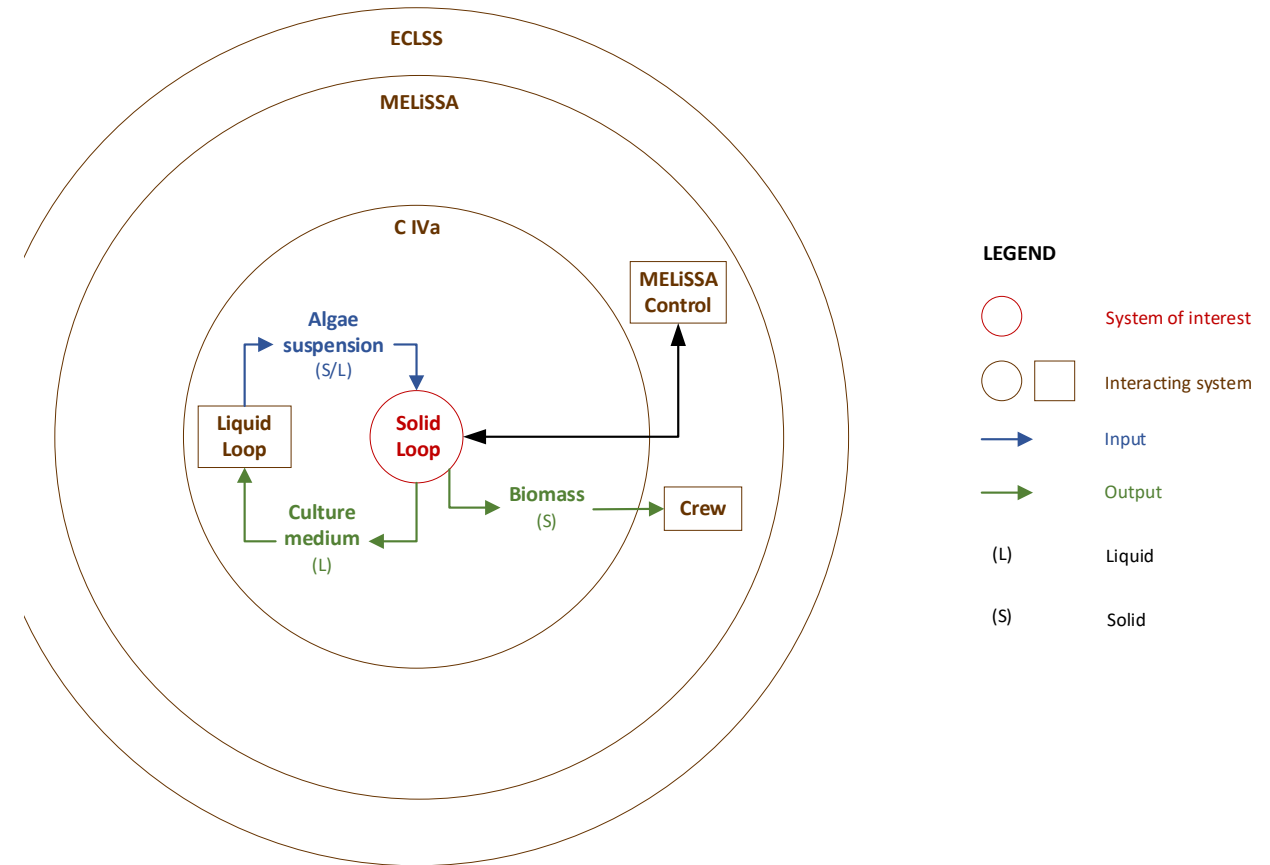 ECLSS
MELiSSA
C IVa
MELiSSA
Control
Algae
suspension
(S/L)
Liquid
Loop
Solid
Loop
Biomass
(S)
Crew
Culture
medium
(L)
LEGEND
System of interest
Interacting system
Input
Output
(L) Liquid
(S) Solid